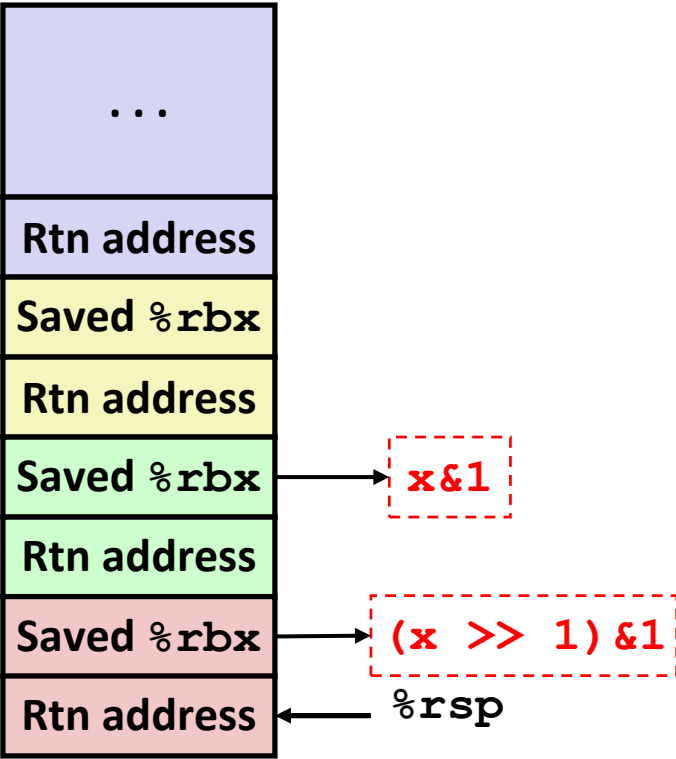 ...
Rtn address
Saved %rbx
Rtn address
Saved %rbx
x&1
Rtn address
Saved %rbx
(x >> 1)&1
Rtn address
%rsp